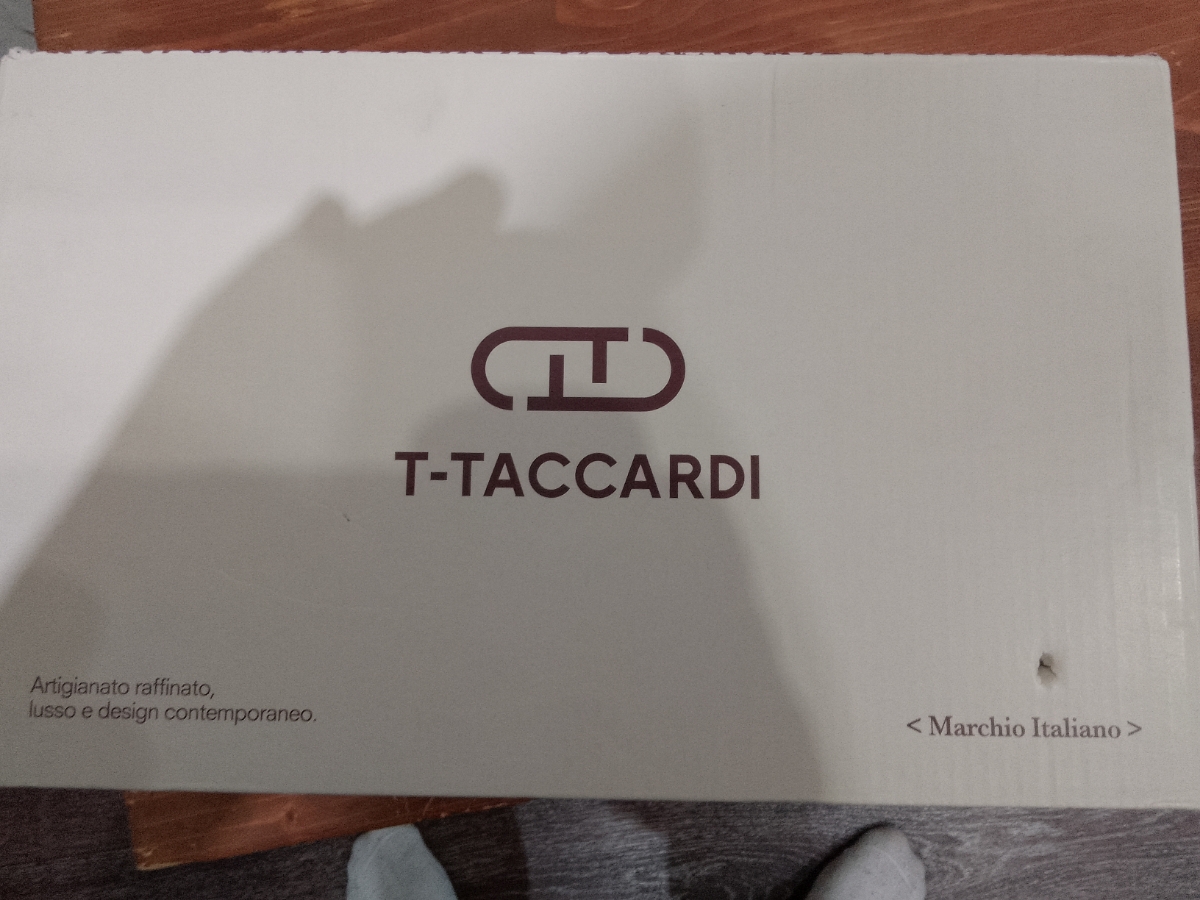 T-TACCARDI
Artigianato raffinato,
lusso e design contemporaneo.
< Marchio Italiano >